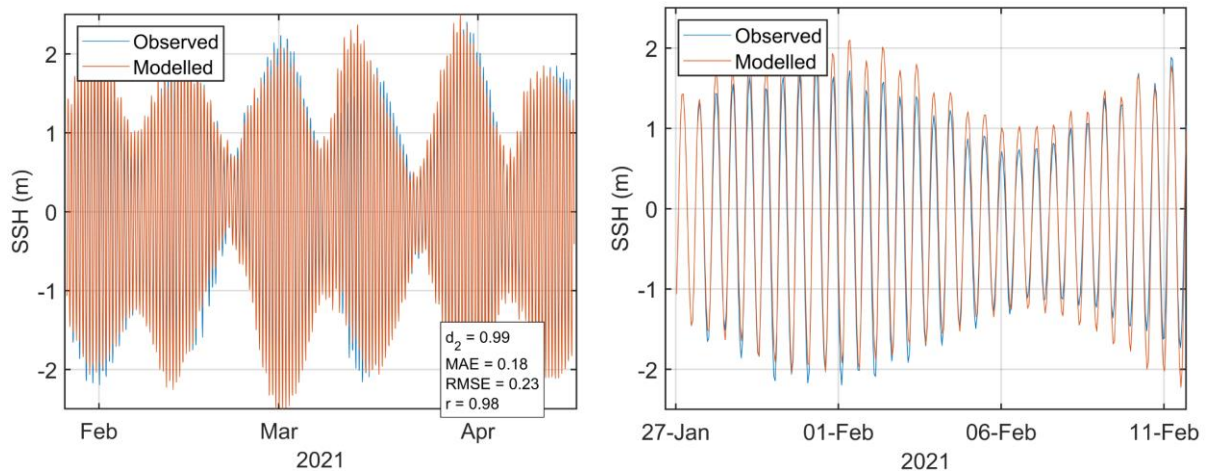 Observed
Modelled
SSH (m)
2
1
0
-1
-2
d2 = 0.99
MAE = 0.18
RMSE = 0.23
r = 0.98
Feb
Mar
Apr
2021
Observed
Modelled
SSH (m)
2
1
0
-1
-2
27-Jan
01-Feb
06-Feb
11-Feb
2021